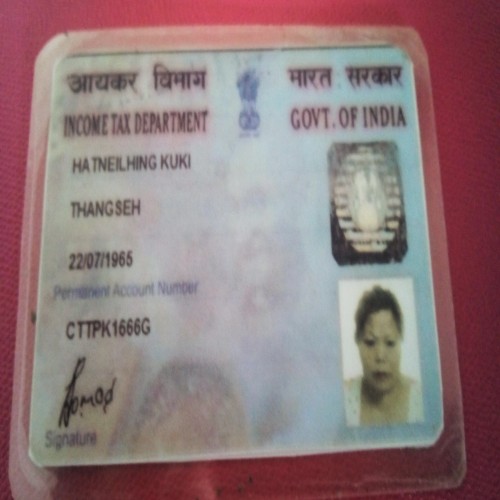 आयकर विभाग
भारत सरकार
INCOME TAX DEPARTMENT
GOVT. OF INDIA
HATNEILHING KUKI
THANGSEH
22/07/1965
Permanent Account Number
CTTPK1666G
Signature